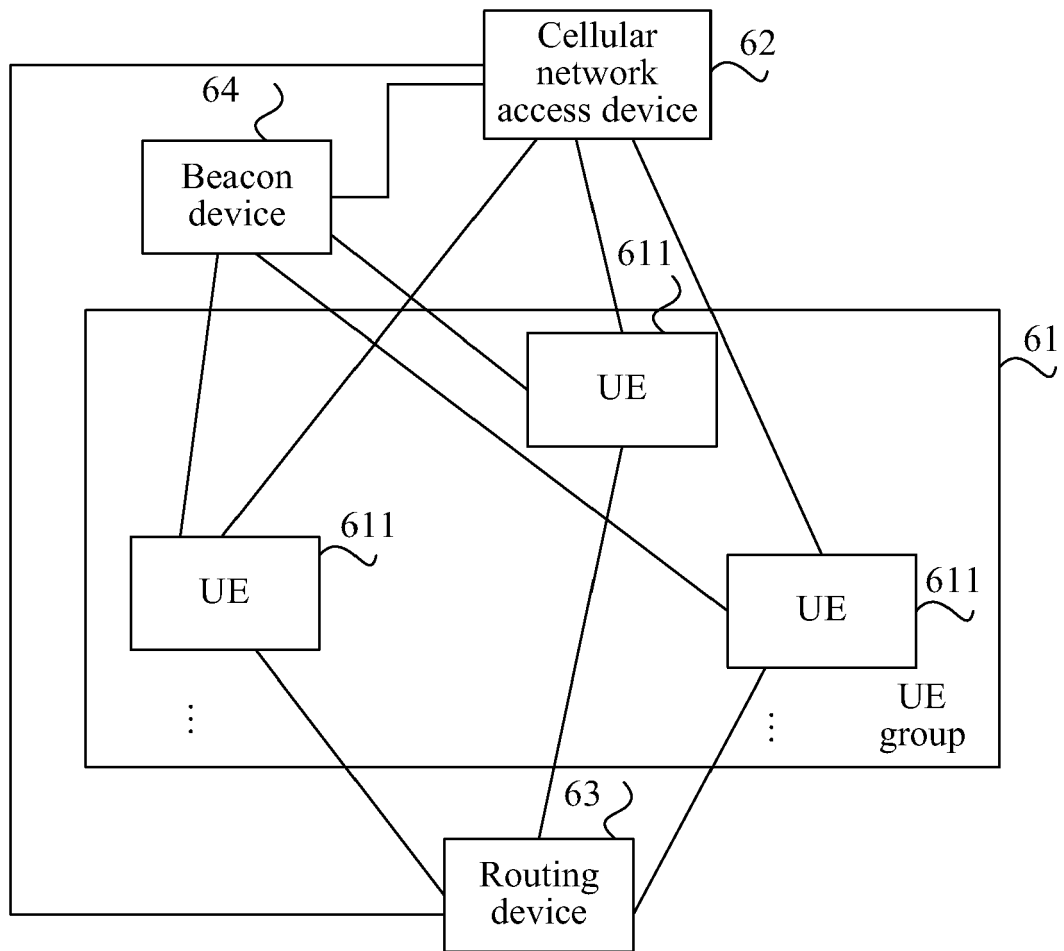 Cellular
network
access device
62
64
Beacon
device
611
UE
61
UE
611
UE
611
⋮
⋮
UE
group
63
Routing
device